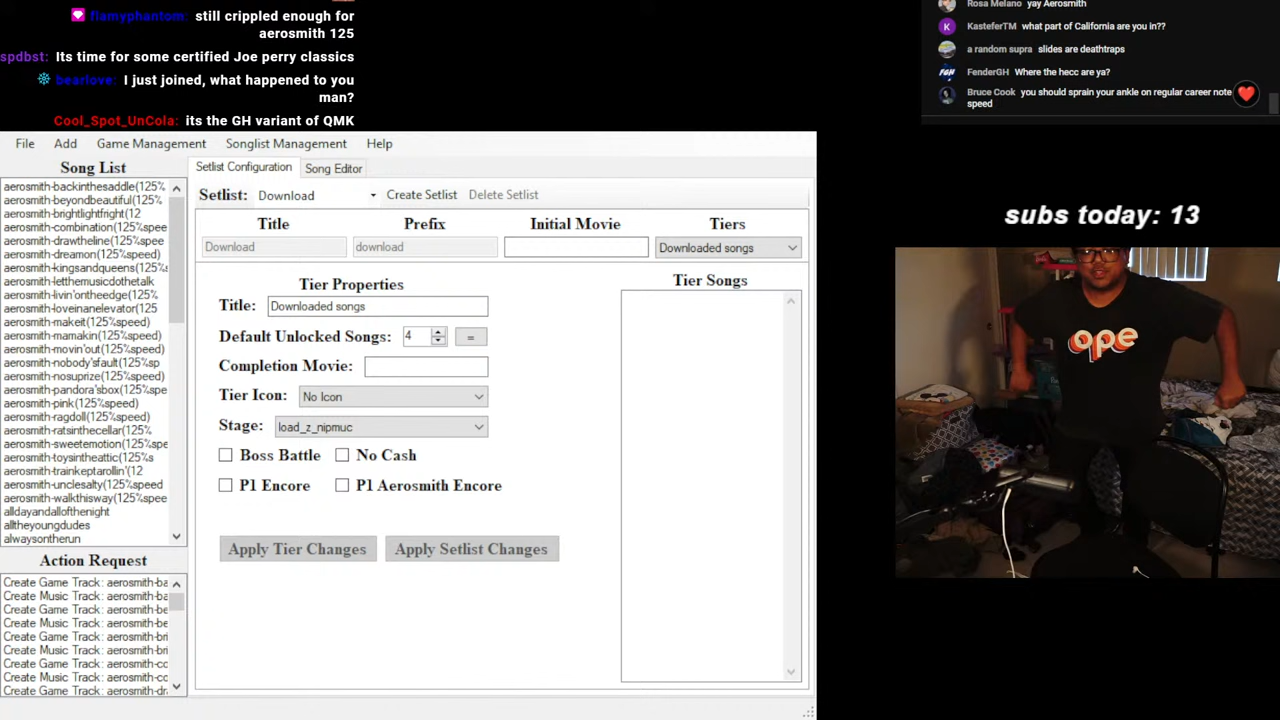 flamyphantom: still crippled enough for
aerosmith 125
spdbst: Its time for some certified Joe perry classics
bearlove: I just joined, what happened to you
man?
Cool_Spot_UnCola: its the GH variant of QMK
Rosa Melano yay Aerosmith
K KasteferTM what part of California are you in??
a random supra slides are deathtraps
FGH FenderGH Where the hecc are ya?
Bruce Cook you should sprain your ankle on regular career note
speed
File Add Game Management Songlist Management Help
Song List
aerosmith-backinthesaddle(125%
aerosmith-beyondbeautiful(125%
aerosmith-brightlightfright(12
aerosmith-combination(125%spee
aerosmith-drawtheline(125%spee
aerosmith-dreamon(125%speed)
aerosmith-kingsandqueens(125%s
aerosmith-letthemusicdothetalk
aerosmith-livin'ontheedge(125%
aerosmith-loveinanelevator(125
aerosmith-makeit(125%speed)
aerosmith-mamakin(125%speed)
aerosmith-movin'out(125%speed)
aerosmith-nobody'sfault(125%sp
aerosmith-nosuprize(125%speed)
aerosmith-pandora'sbox(125%spe
aerosmith-pink(125%speed)
aerosmith-ragdoll(125%speed)
aerosmith-ratsinthecellar(125%
aerosmith-sweetemotion(125%spe
aerosmith-toysintheattic(125%s
aerosmith-trainkeptarollin'(12
aerosmith-unclesalty(125%speed
aerosmith-walkthisway(125%spee
alldayandallofthenight
alltheyoungdudes
alwaysontherun
Action Request
Create Game Track: aerosmith-ba
Create Music Track: aerosmith-ba
Create Game Track: aerosmith-be
Create Music Track: aerosmith-be
Create Game Track: aerosmith-bri
Create Music Track: aerosmith-bri
Create Game Track: aerosmith-co
Create Music Track: aerosmith-co
Create Game Track: aerosmith-dr
Setlist Configuration Song Editor
Setlist: Download Create Setlist Delete Setlist
Title Prefix Initial Movie Tiers
Download download Downloaded songs
Tier Properties
Title: Downloaded songs
Default Unlocked Songs: 4 =
Completion Movie:
Tier Icon: No Icon
Stage: load_z_nipmuc
Boss Battle No Cash
P1 Encore P1 Aerosmith Encore
Apply Tier Changes Apply Setlist Changes
Tier Songs
subs today: 13
ope